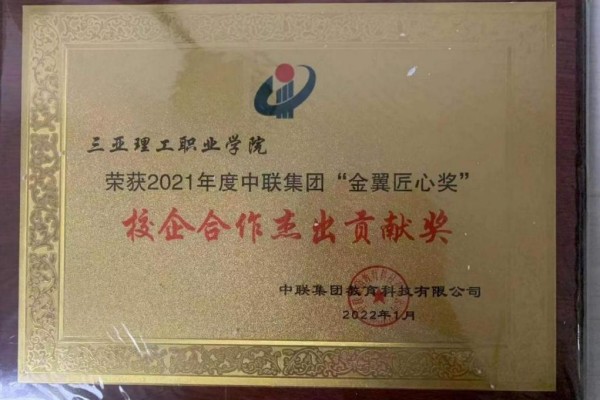 三亚理工职业学院
荣获2021年度中联集团“金翼匠心奖”
校企合作杰出贡献奖
中联集团教育科技有限公司
2022年1月